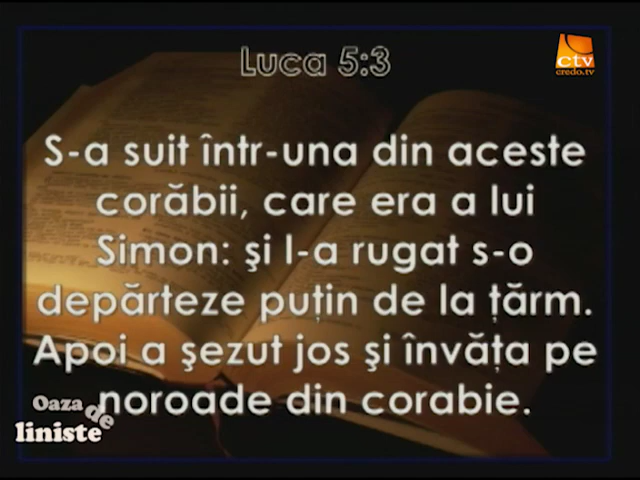 Luca 5:3
ctv
credo.tv
S-a suit într-una din aceste
corăbii, care era a lui
Simon: şi l-a rugat s-o
depărteze puţin de la ţărm.
Apoi a şezut jos şi învăţa pe
noroade din corabie.
Oaza de
liniste